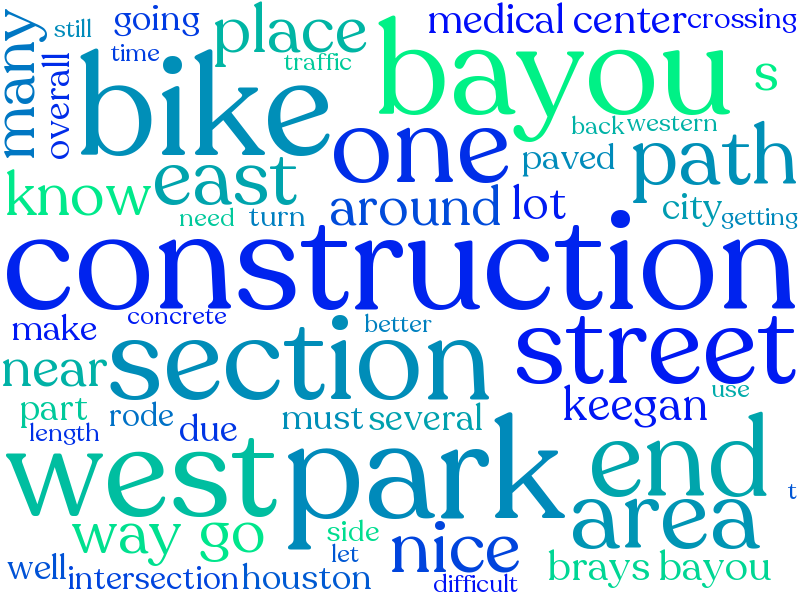 many
still
going
place
medical center
crossing
overall
time
traffic
bike
bayou
s
one
back
western
know
east
paved
path
need
turn
around
lot
city
getting
construction
make
concrete
better
street
near
section
use
part
rode
due
must
several
keegan
length
west
park
end
t
way
go
side
let
nice
area
well
intersection
houston
difficult
brays bayou